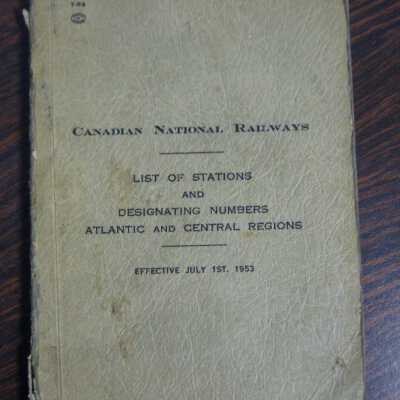 CANADIAN NATIONAL RAILWAYS
LIST OF STATIONS
AND
DESIGNATING NUMBERS
ATLANTIC AND CENTRAL REGIONS
EFFECTIVE JULY 1ST. 1953